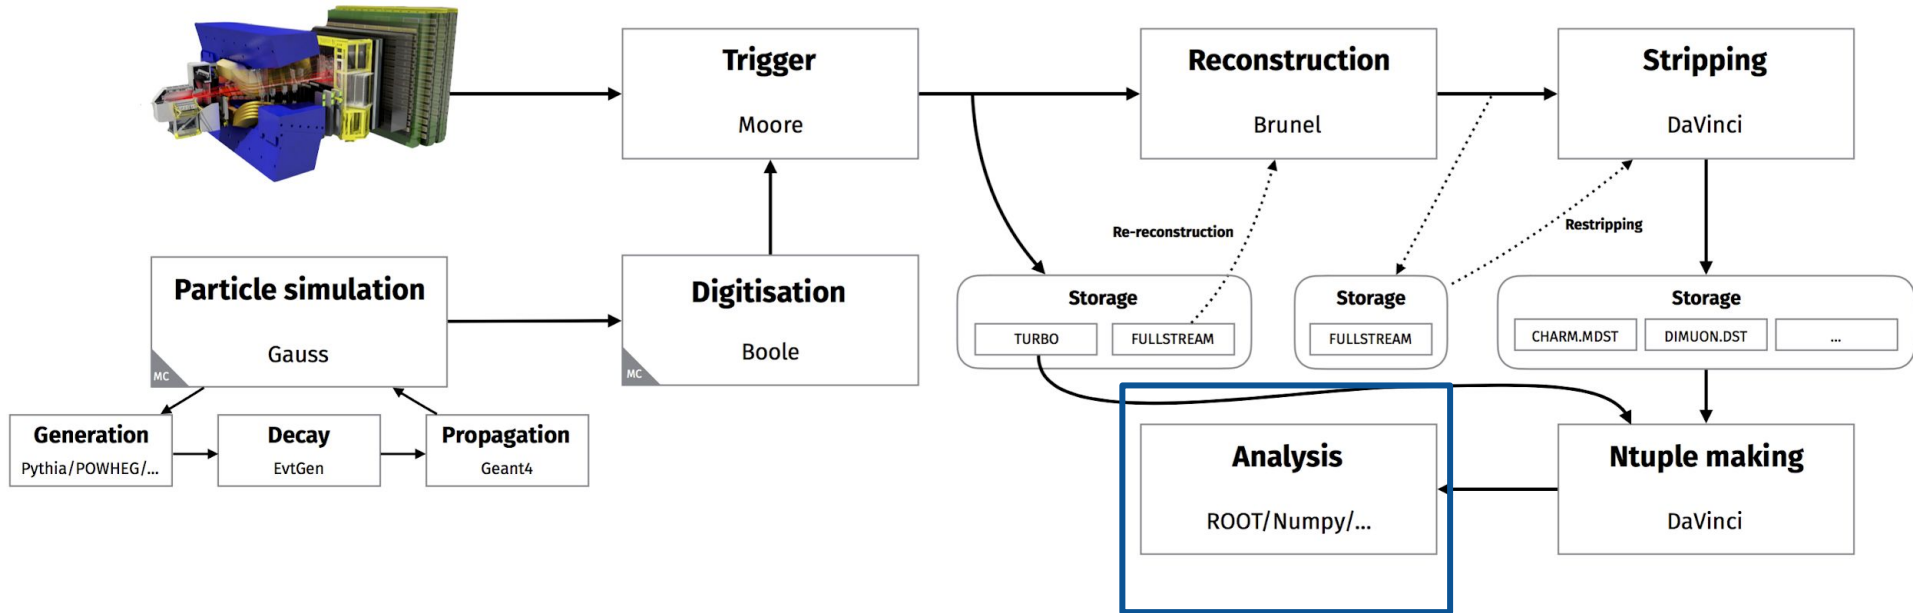 Trigger
Moore
Reconstruction
Brunel
Stripping
DaVinci
Re-reconstruction
Restripping
Particle simulation
Gauss
MC
Digitisation
Boole
MC
Storage
TURBO
FULLSTREAM
Storage
FULLSTREAM
Storage
CHARM.MDST
DIMUON.DST
...
Generation
Pythia/POWHEG/...
Decay
EvtGen
Propagation
Geant4
Analysis
ROOT/Numpy/...
Ntuple making
DaVinci